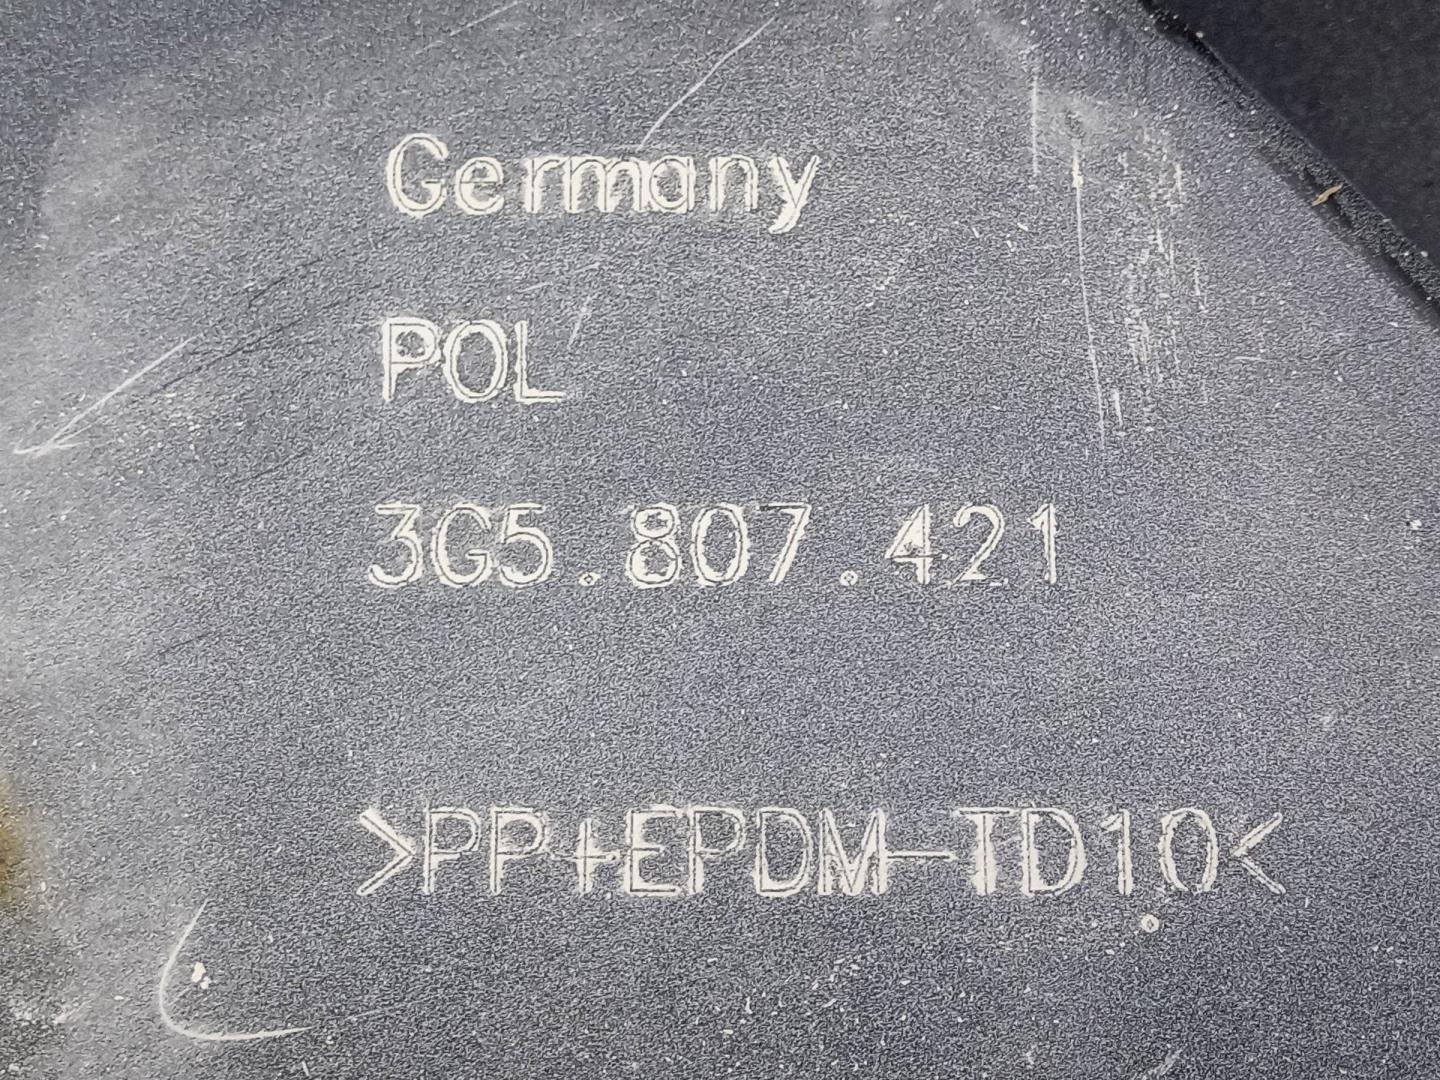 Germany
POL
3G5.807.421
>PP+EPDM-TD10<